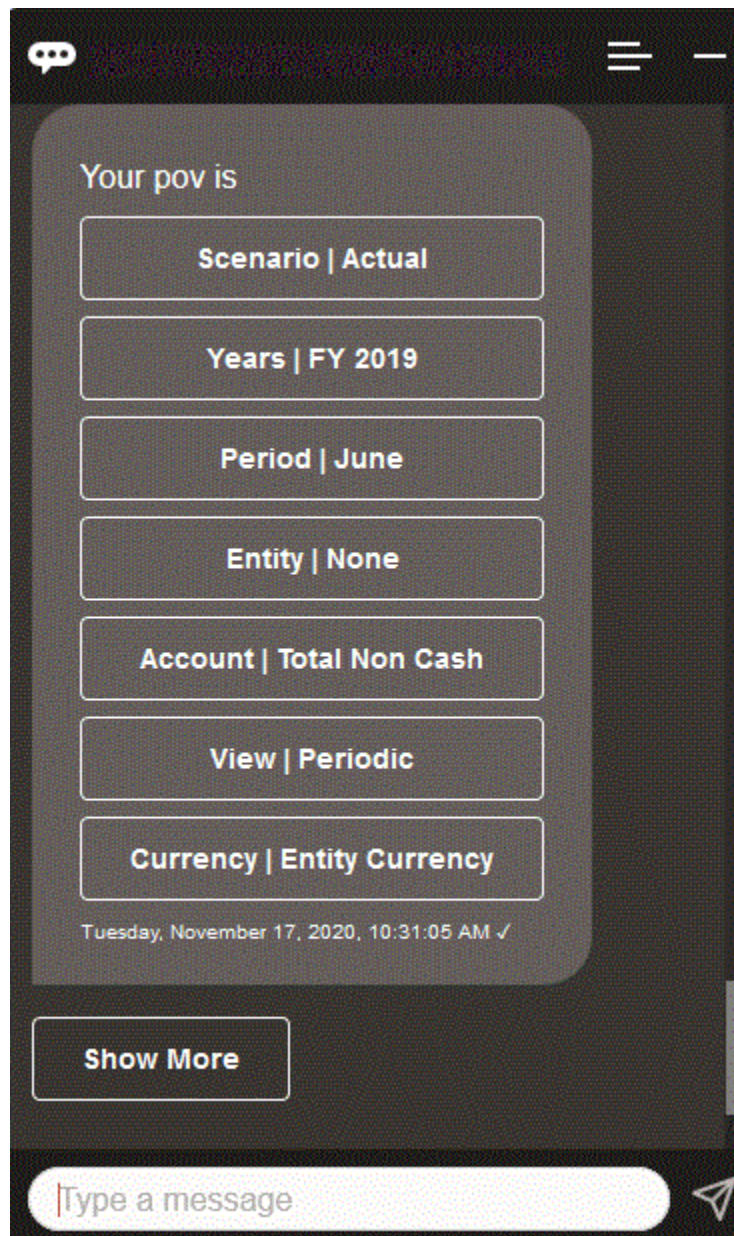 Your pov is
Scenario | Actual
Years | FY 2019
Period | June
Entity | None
Account | Total Non Cash
View | Periodic
Currency | Entity Currency
Tuesday, November 17, 2020, 10:31:05 AM ✓
Show More
Type a message